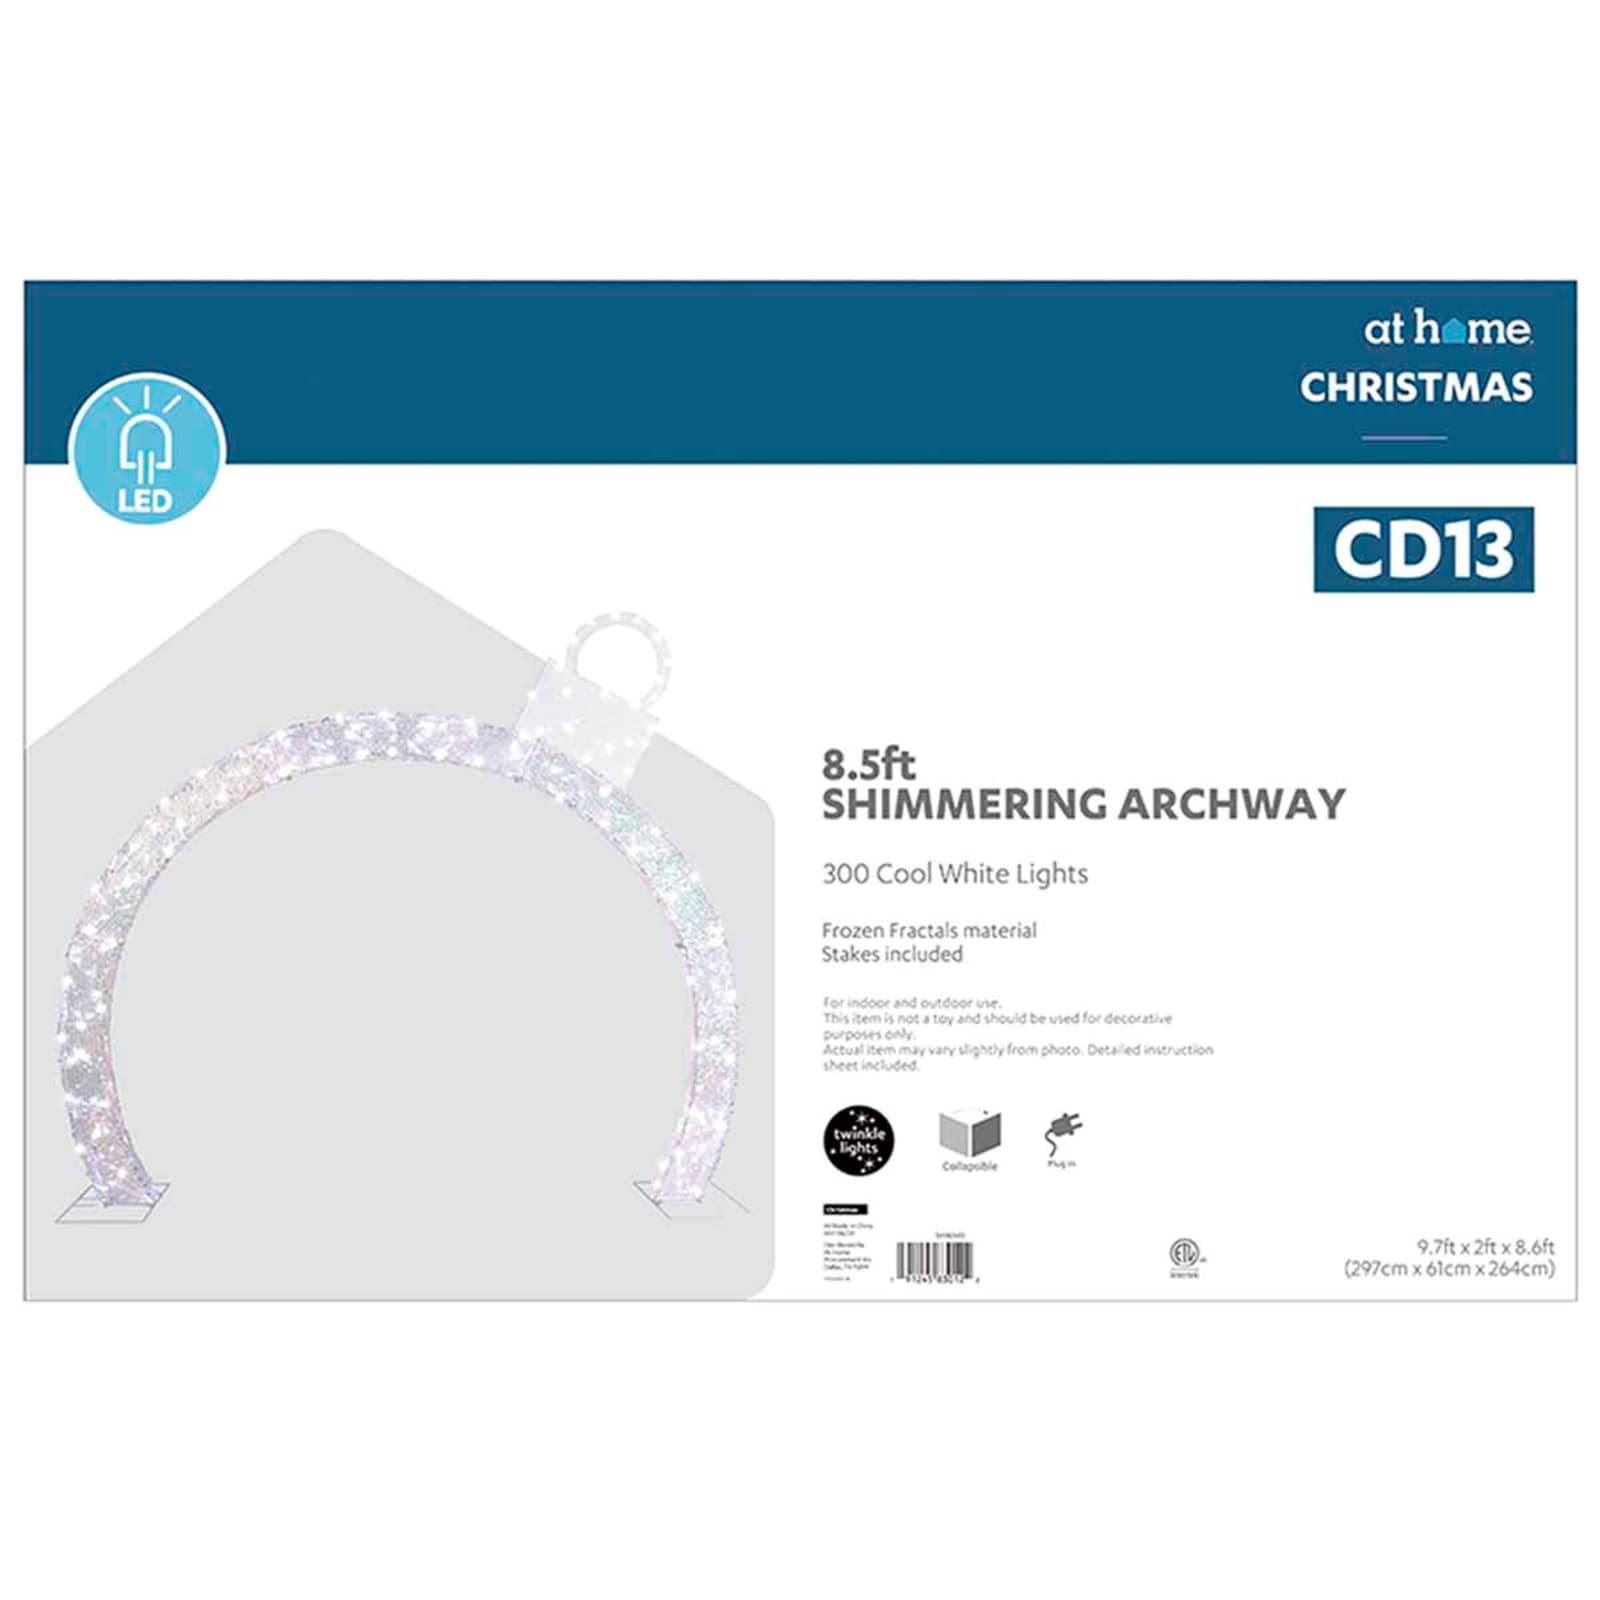 at home
CHRISTMAS
LED
CD13
8.5ft
SHIMMERING ARCHWAY
300 Cool White Lights
Frozen Fractals material
Stakes included
For indoor and outdoor use.
This item is not a toy and should be used for decorative
purposes only.
Actual item may vary slightly from photo. Detailed instruction
sheet included.
twinkle
lights
Collapsible
Plug in
Christmas
9.7ft x 2ft x 8.6ft
(297cm x 61cm x 264cm)